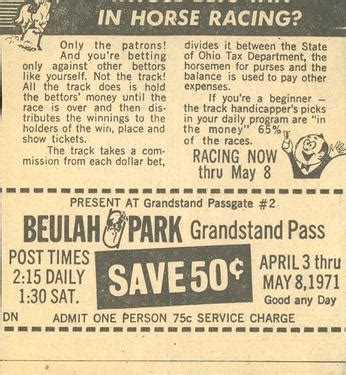 IN HORSE RACING?
Only the patrons!
And you're betting
only against other bettors
like yourself. Not the track!
All the track does is hold
the bettors' money until the
race is over and then dis-
tributes the winnings to the
holders of the win, place and
show tickets.
The track takes a com-
mission from each dollar bet,
divides it between the State
of Ohio Tax Department, the
horsemen for purses and the
balance is used to pay other
expenses.
If you're a beginner —
the track handicapper's picks
in your daily program are "in
the money" 65%
of the races.
RACING NOW
thru May 8
PRESENT AT Grandstand Passgate #2
BEULAH PARK Grandstand Pass
POST TIMES
2:15 DAILY
1:30 SAT.
SAVE 50¢
APRIL 3 thru
MAY 8, 1971
Good any Day
DN ADMIT ONE PERSON 75c SERVICE CHARGE